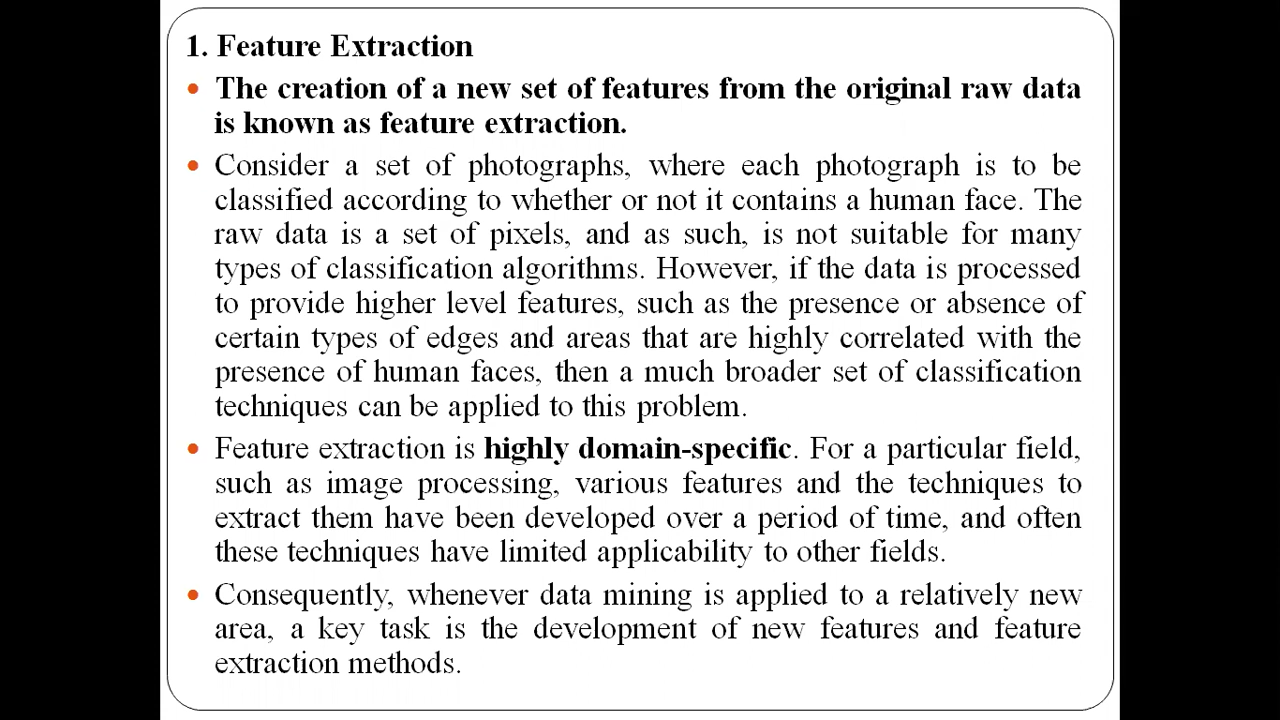 1. Feature Extraction
• The creation of a new set of features from the original raw data
is known as feature extraction.
• Consider a set of photographs, where each photograph is to be
classified according to whether or not it contains a human face. The
raw data is a set of pixels, and as such, is not suitable for many
types of classification algorithms. However, if the data is processed
to provide higher level features, such as the presence or absence of
certain types of edges and areas that are highly correlated with the
presence of human faces, then a much broader set of classification
techniques can be applied to this problem.
• Feature extraction is highly domain-specific. For a particular field,
such as image processing, various features and the techniques to
extract them have been developed over a period of time, and often
these techniques have limited applicability to other fields.
• Consequently, whenever data mining is applied to a relatively new
area, a key task is the development of new features and feature
extraction methods.